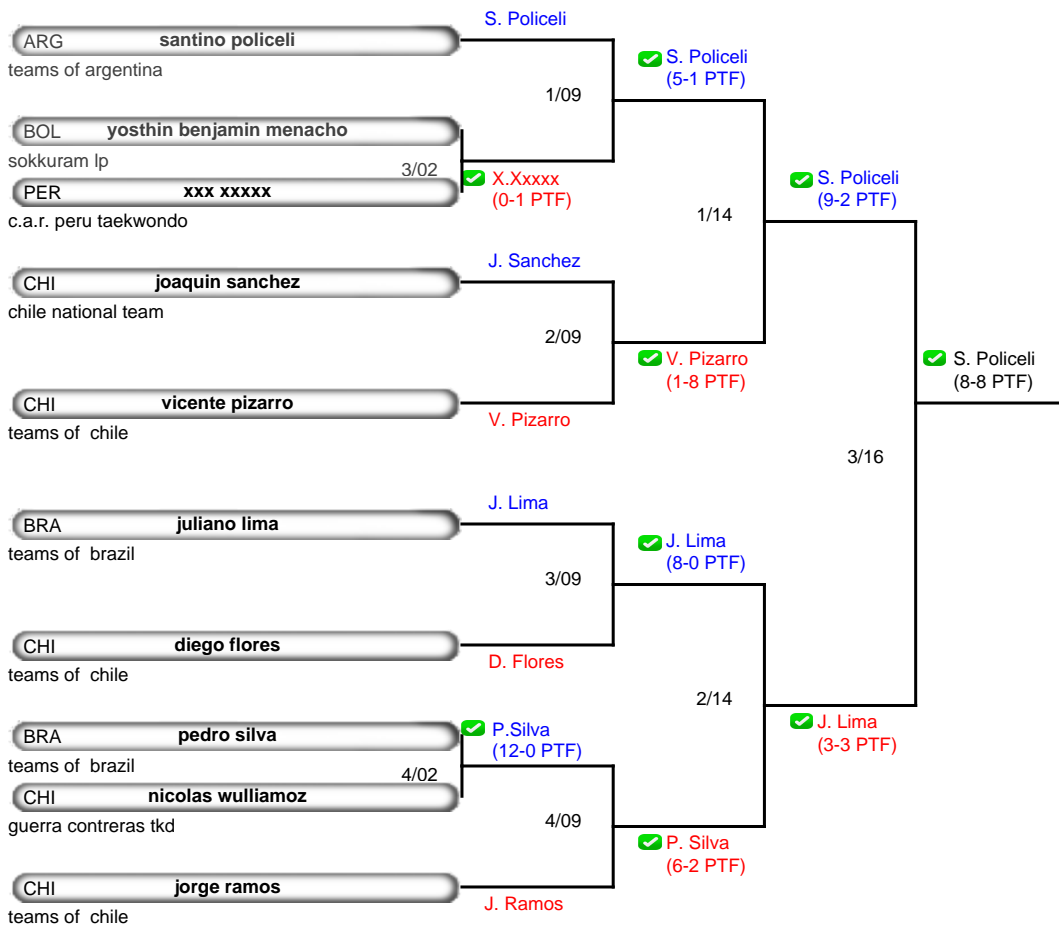 S. Policeli
ARG santino policeli
teams of argentina
S. Policeli
(5-1 PTF)
1/09
BOL yosthin benjamin menacho
sokkuram lp
3/02
PER xxx xxxxx
c.a.r. peru taekwondo
X.Xxxxx
(0-1 PTF)
S. Policeli
(9-2 PTF)
1/14
J. Sanchez
CHI joaquin sanchez
chile national team
2/09
V. Pizarro
(1-8 PTF)
CHI vicente pizarro
teams of  chile
V. Pizarro
S. Policeli
(8-8 PTF)
3/16
J. Lima
BRA juliano lima
teams of  brazil
J. Lima
(8-0 PTF)
3/09
CHI diego flores
teams of  chile
D. Flores
2/14
J. Lima
(3-3 PTF)
BRA pedro silva
teams of  brazil
P.Silva
(12-0 PTF)
4/02
CHI nicolas wulliamoz
guerra contreras tkd
4/09
P. Silva
(6-2 PTF)
CHI jorge ramos
teams of  chile
J. Ramos